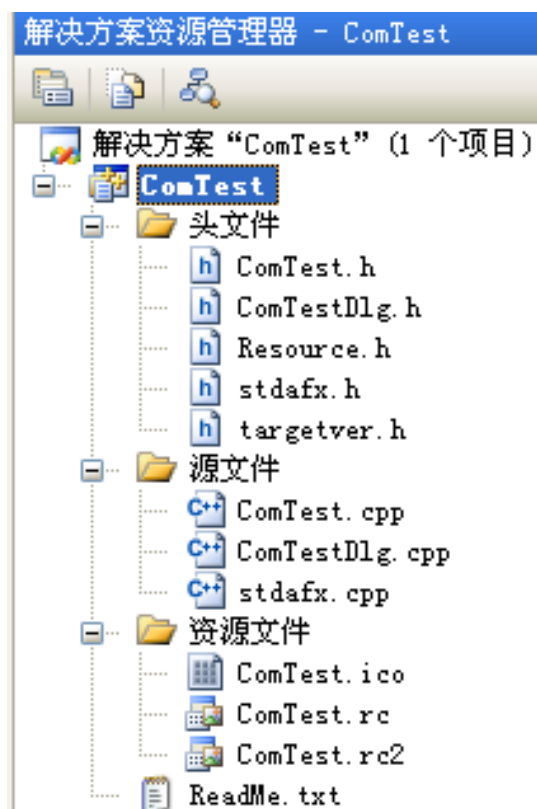 解决方案资源管理器 - ComTest
解决方案 “ComTest” (1 个项目)
ComTest
头文件
ComTest.h
ComTestDlg.h
Resource.h
stdafx.h
targetver.h
源文件
ComTest.cpp
ComTestDlg.cpp
stdafx.cpp
资源文件
ComTest.ico
ComTest.rc
ComTest.rc2
ReadMe.txt